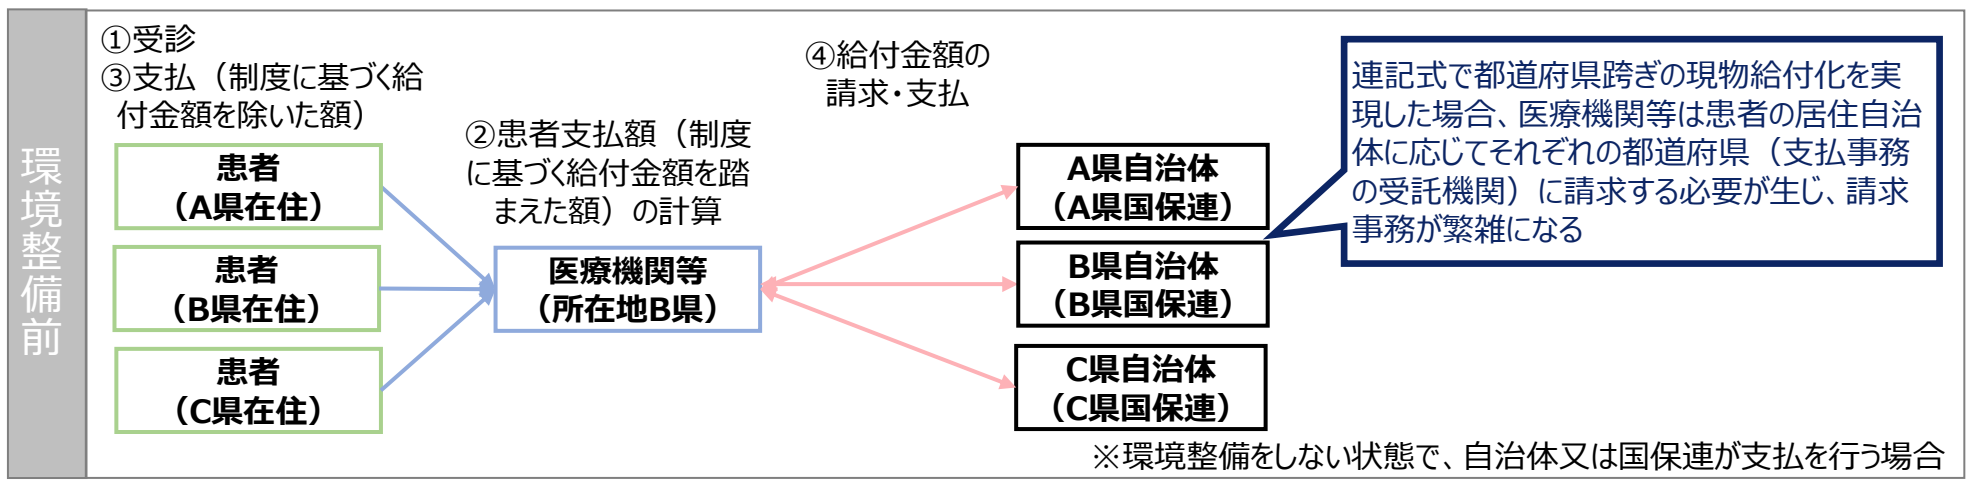 環境整備前
①受診
③支払（制度に基づく給
付金額を除いた額）
患者
（A県在住）
患者
（B県在住）
患者
（C県在住）
②患者支払額（制度
に基づく給付金額を踏
まえた額）の計算
医療機関等
（所在地B県）
④給付金額の
請求・支払
A県自治体
（A県国保連）
B県自治体
（B県国保連）
C県自治体
（C県国保連）
連記式で都道府県跨ぎの現物給付化を実
現した場合、医療機関等は患者の居住自治
体に応じてそれぞれの都道府県（支払事務
の受託機関）に請求する必要が生じ、請求
事務が繁雑になる
※環境整備をしない状態で、自治体又は国保連が支払を行う場合